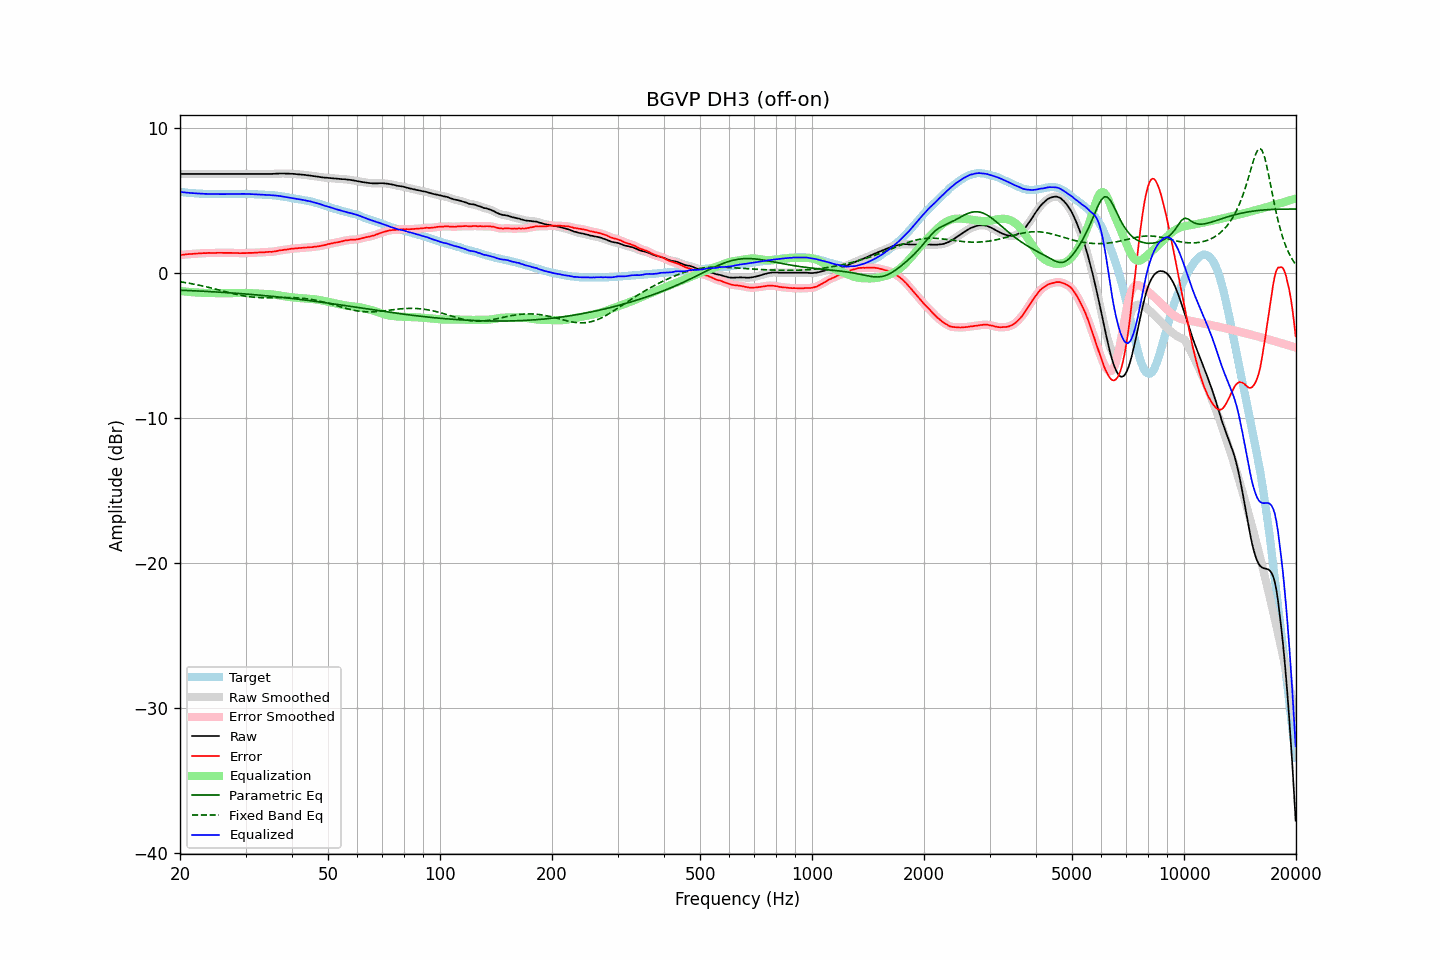 BGVP DH3 (off-on)
10
0
−10
−20
−30
−40
Amplitude (dBr)
Target
Raw Smoothed
Error Smoothed
Raw
Error
Equalization
Parametric Eq
Fixed Band Eq
Equalized
20 50 100 200 500 1000 2000 5000 10000 20000
Frequency (Hz)